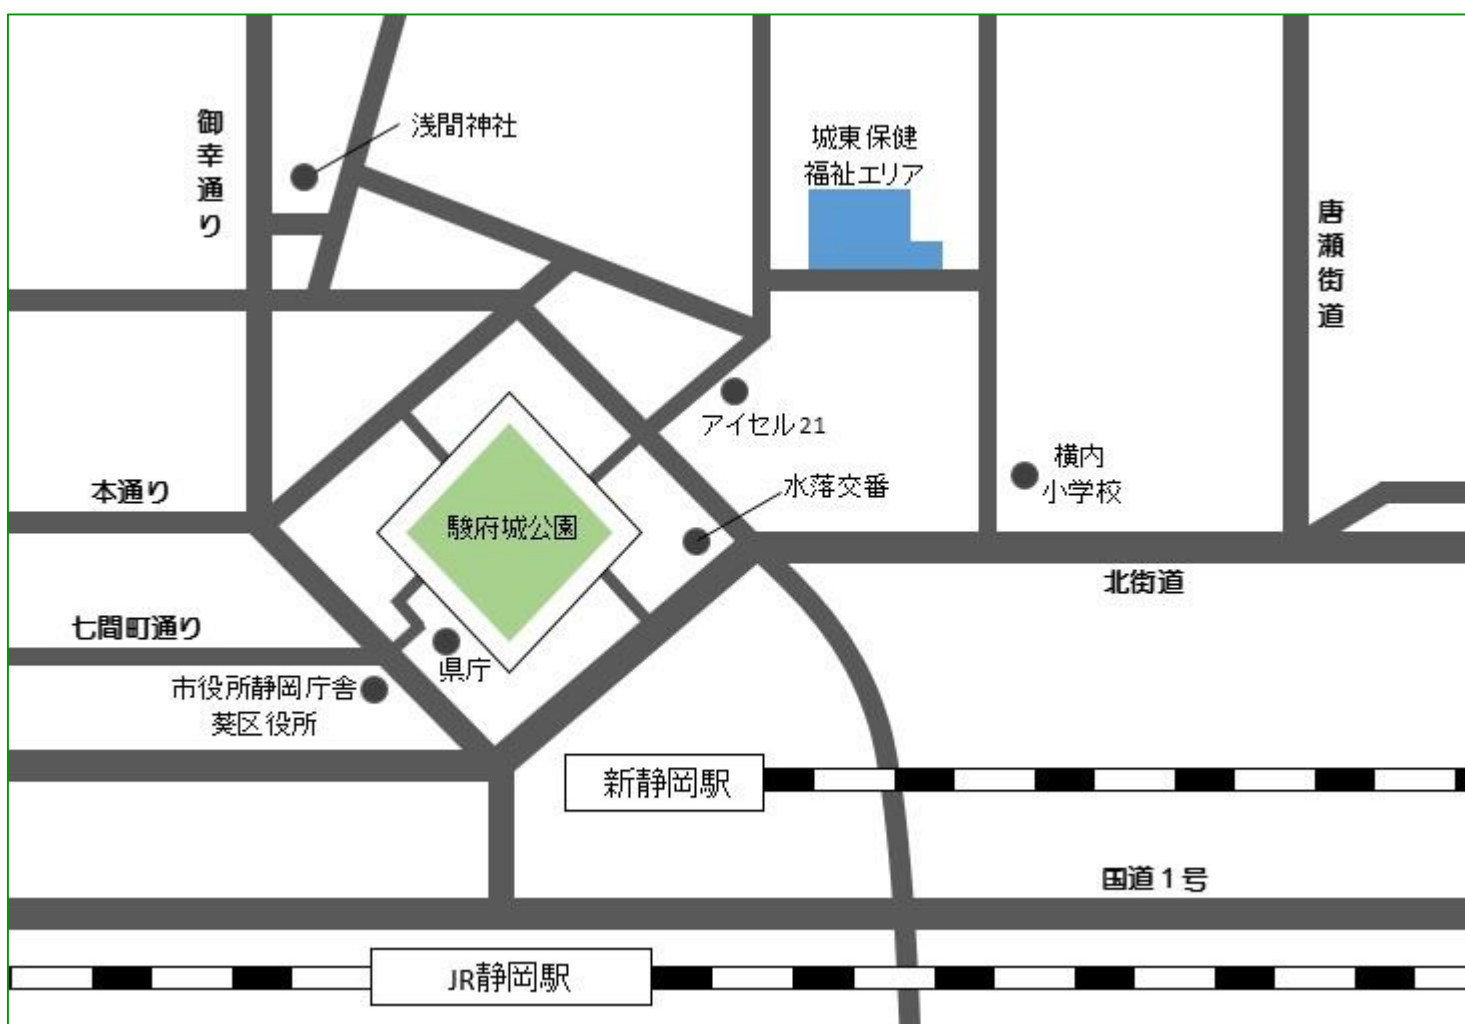 御幸通り
浅間神社
城東保健
福祉エリア
唐瀬街道
アイセル21
横内
小学校
本通り
水落交番
駿府城公園
北街道
七間町通り
県庁
市役所静岡庁舎
葵区役所
新静岡駅
国道1号
JR静岡駅